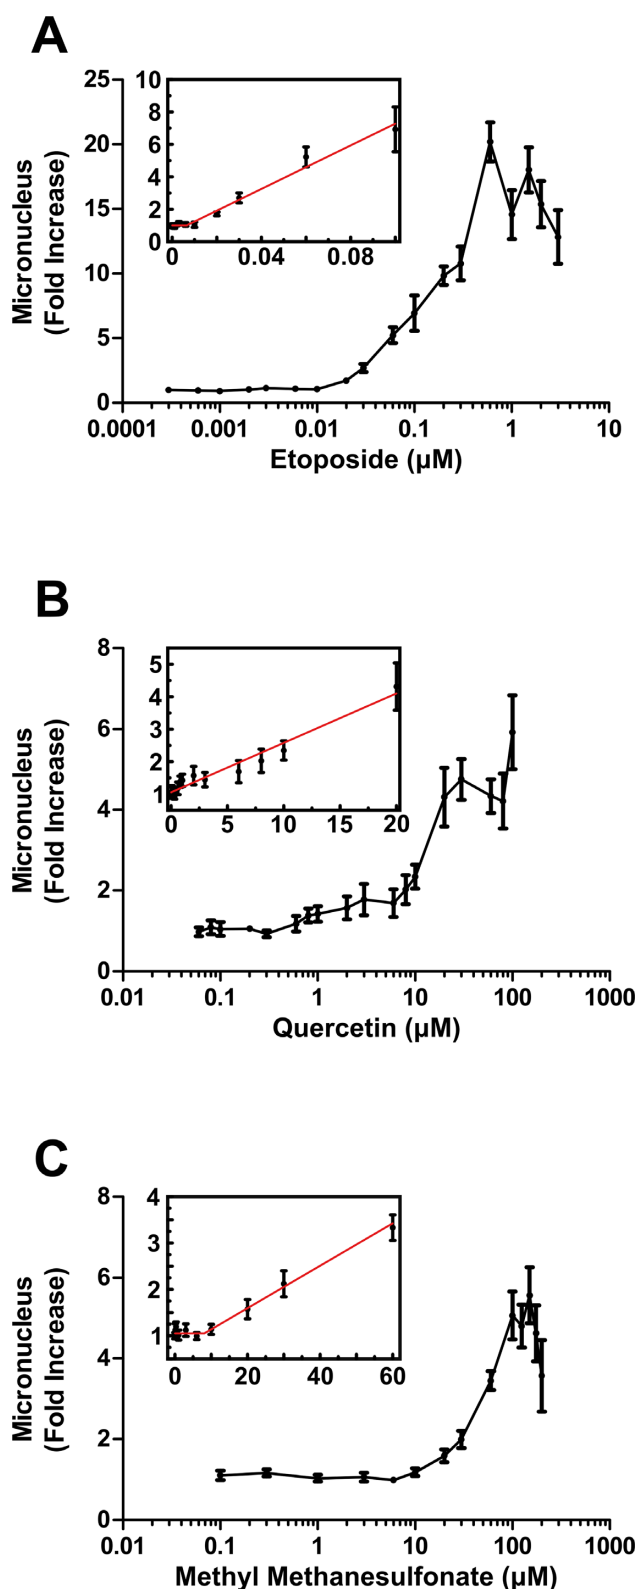 A
Micronucleus
(Fold Increase)
25
20
15
10
5
0
10
8
6
4
2
0
0 0.04 0.08
0.0001 0.001 0.01 0.1 1 10
Etoposide (µM)
B
Micronucleus
(Fold Increase)
8
6
4
2
0
5
4
3
2
1
0 5 10 15 20
0.01 0.1 1 10 100 1000
Quercetin (µM)
C
Micronucleus
(Fold Increase)
8
6
4
2
0
4
3
2
1
0 20 40 60
0.01 0.1 1 10 100 1000
Methyl Methanesulfonate (µM)